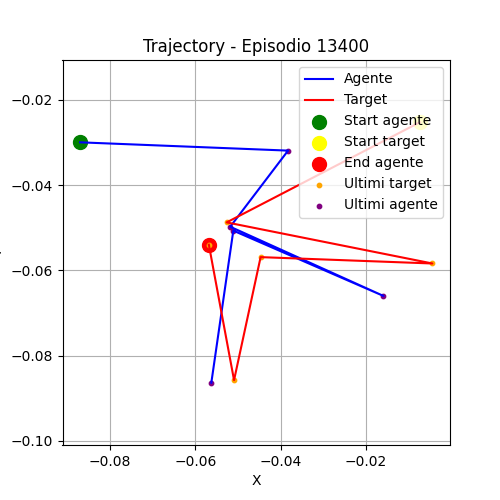 Trajectory - Episodio 13400
Agente
Target
Start agente
Start target
End agente
Ultimi target
Ultimi agente
−0.02
−0.04
−0.06
−0.08
−0.10
−0.08
−0.06
−0.04
−0.02
X